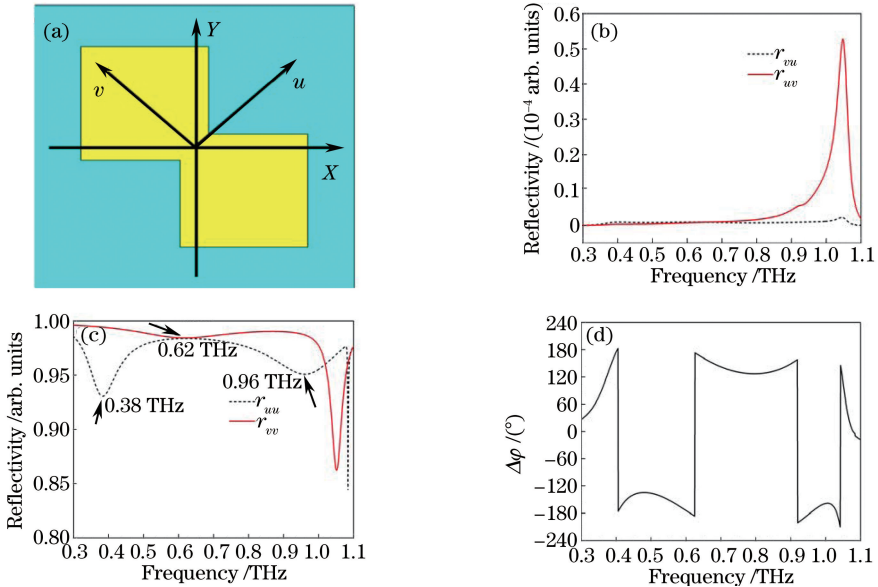 (a)
Y
u
v
X
(b)
Reflectivity /(10⁻⁴ arb. units)
0.6
0.5
0.4
0.3
0.2
0.1
0
r_vu
r_uv
0.3 0.4 0.5 0.6 0.7 0.8 0.9 1.0 1.1
Frequency /THz
(c)
Reflectivity /arb. units
1.00
0.95
0.90
0.85
0.80
0.62 THz
0.96 THz
0.38 THz
r_uu
r_vv
0.3 0.4 0.5 0.6 0.7 0.8 0.9 1.0 1.1
Frequency /THz
(d)
Δφ /(°)
240
180
120
60
0
−60
−120
−180
−240
0.3 0.4 0.5 0.6 0.7 0.8 0.9 1.0 1.1
Frequency /THz